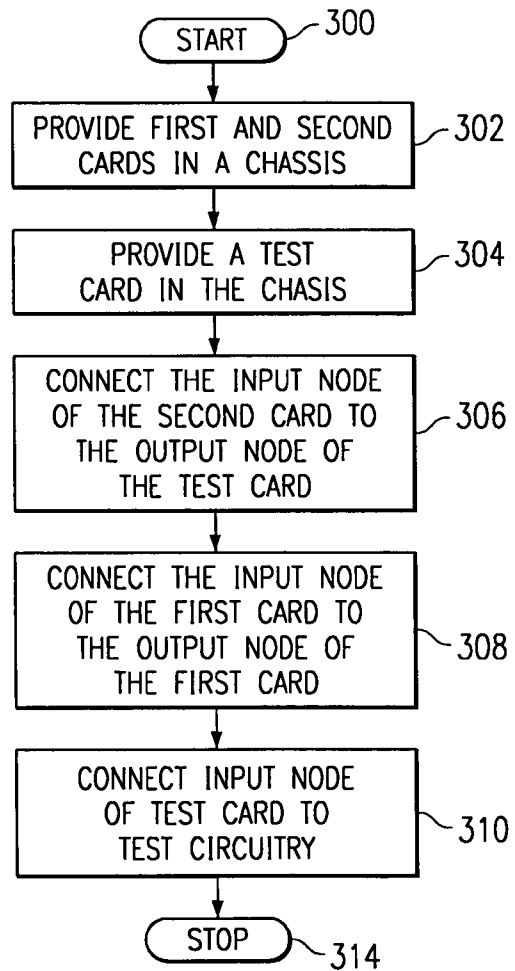 START
300
PROVIDE FIRST AND SECOND
CARDS IN A CHASSIS
302
PROVIDE A TEST
CARD IN THE CHASIS
304
CONNECT THE INPUT NODE
OF THE SECOND CARD TO
THE OUTPUT NODE OF
THE TEST CARD
306
CONNECT THE INPUT NODE
OF THE FIRST CARD TO
THE OUTPUT NODE OF
THE FIRST CARD
308
CONNECT INPUT NODE
OF TEST CARD TO
TEST CIRCUITRY
310
STOP
314